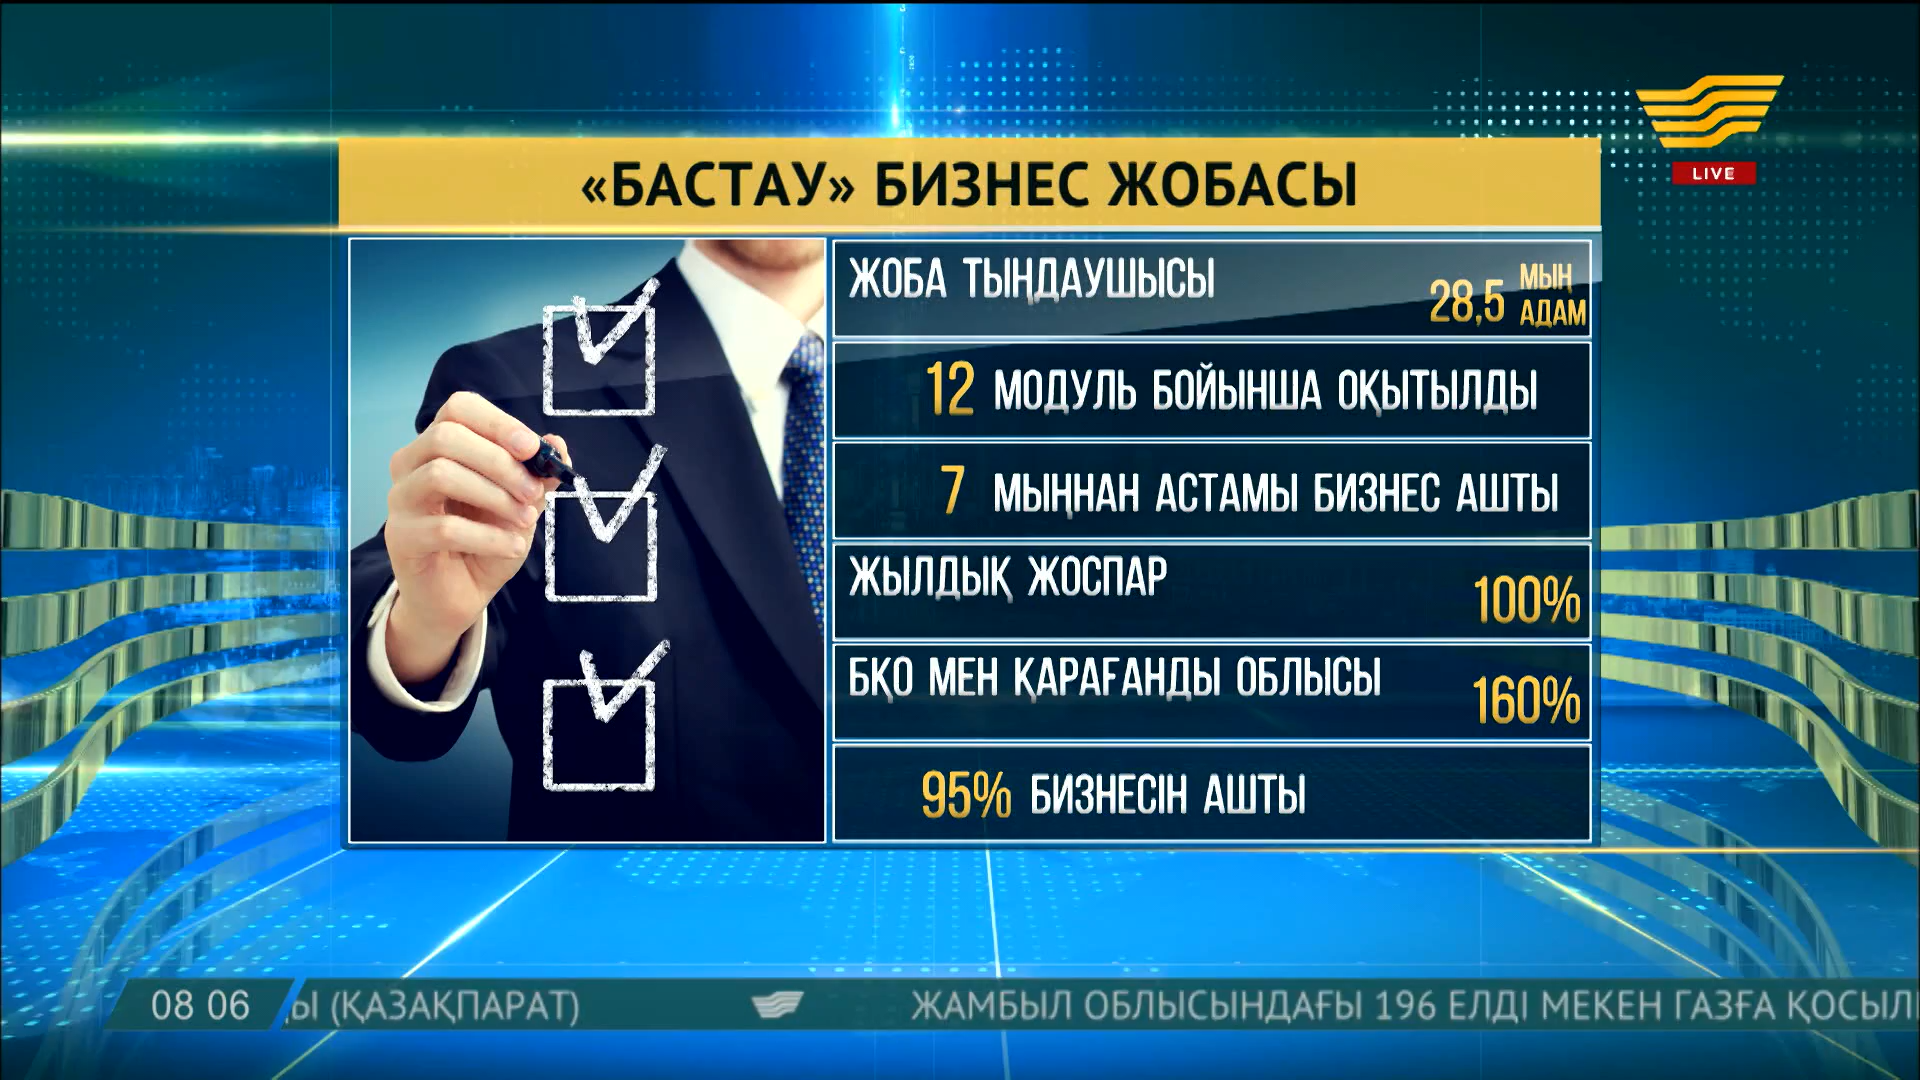 «БАСТАУ» БИЗНЕС ЖОБАСЫ
LIVE
ЖОБА ТЫҢДАУШЫСЫ
28,5 МЫҢ АДАМ
12 МОДУЛЬ БОЙЫНША ОҚЫТЫЛДЫ
7 МЫҢНАН АСТАМЫ БИЗНЕС АШТЫ
ЖЫЛДЫҚ ЖОСПАР
100%
БҚО МЕН ҚАРАҒАНДЫ ОБЛЫСЫ
160%
95% БИЗНЕСІН АШТЫ
08 06
(ҚАЗАҚПАРАТ)
ЖАМБЫЛ ОБЛЫСЫНДАҒЫ 196 ЕЛДІ МЕКЕН ГАЗҒА